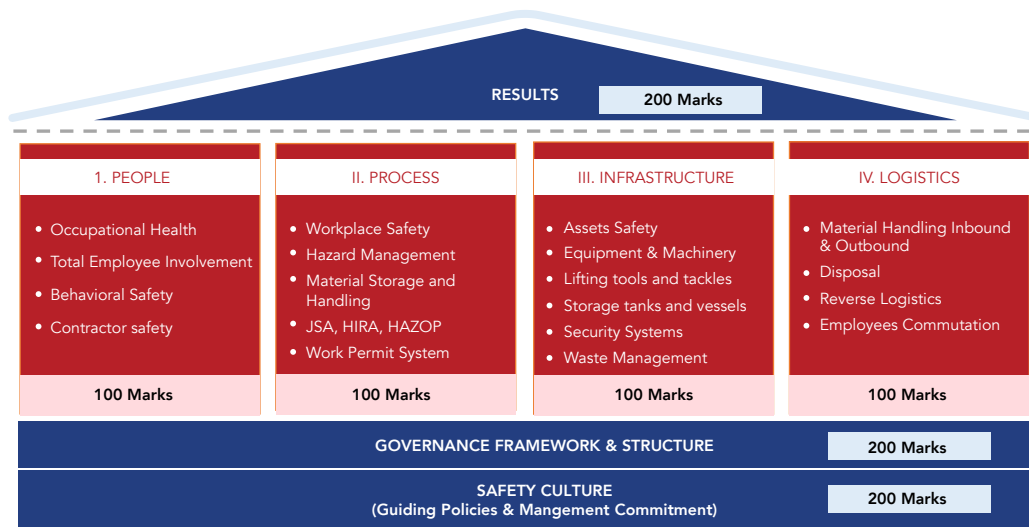 RESULTS 200 Marks
1. PEOPLE
• Occupational Health
• Total Employee Involvement
• Behavioral Safety
• Contractor safety
100 Marks
II. PROCESS
• Workplace Safety
• Hazard Management
• Material Storage and
Handling
• JSA, HIRA, HAZOP
• Work Permit System
100 Marks
III. INFRASTRUCTURE
• Assets Safety
• Equipment & Machinery
• Lifting tools and tackles
• Storage tanks and vessels
• Security Systems
• Waste Management
100 Marks
IV. LOGISTICS
• Material Handling Inbound
& Outbound
• Disposal
• Reverse Logistics
• Employees Commutation
100 Marks
GOVERNANCE FRAMEWORK & STRUCTURE 200 Marks
SAFETY CULTURE
(Guiding Policies & Mangement Commitment) 200 Marks